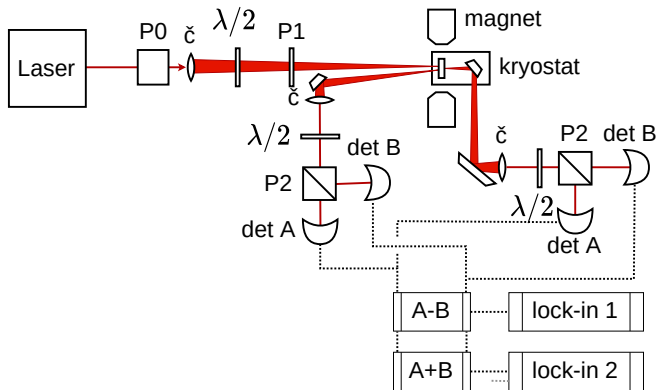 magnet
P0
č
λ/2
P1
Laser
kryostat
č
λ/2
det B
P2
det A
č
P2
det B
λ/2
det A
A-B
lock-in 1
A+B
lock-in 2